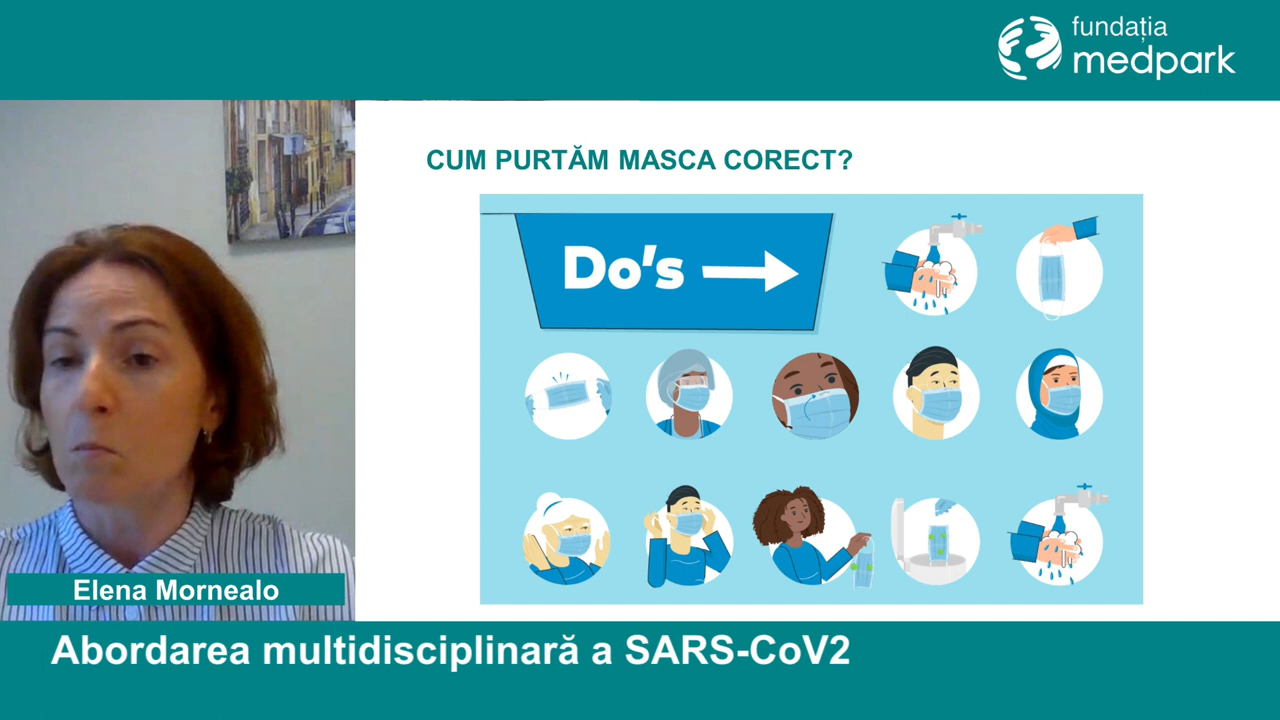 fundația
medpark
CUM PURTĂM MASCA CORECT?
Do's
Elena Mornealo
Abordarea multidisciplinară a SARS-CoV2